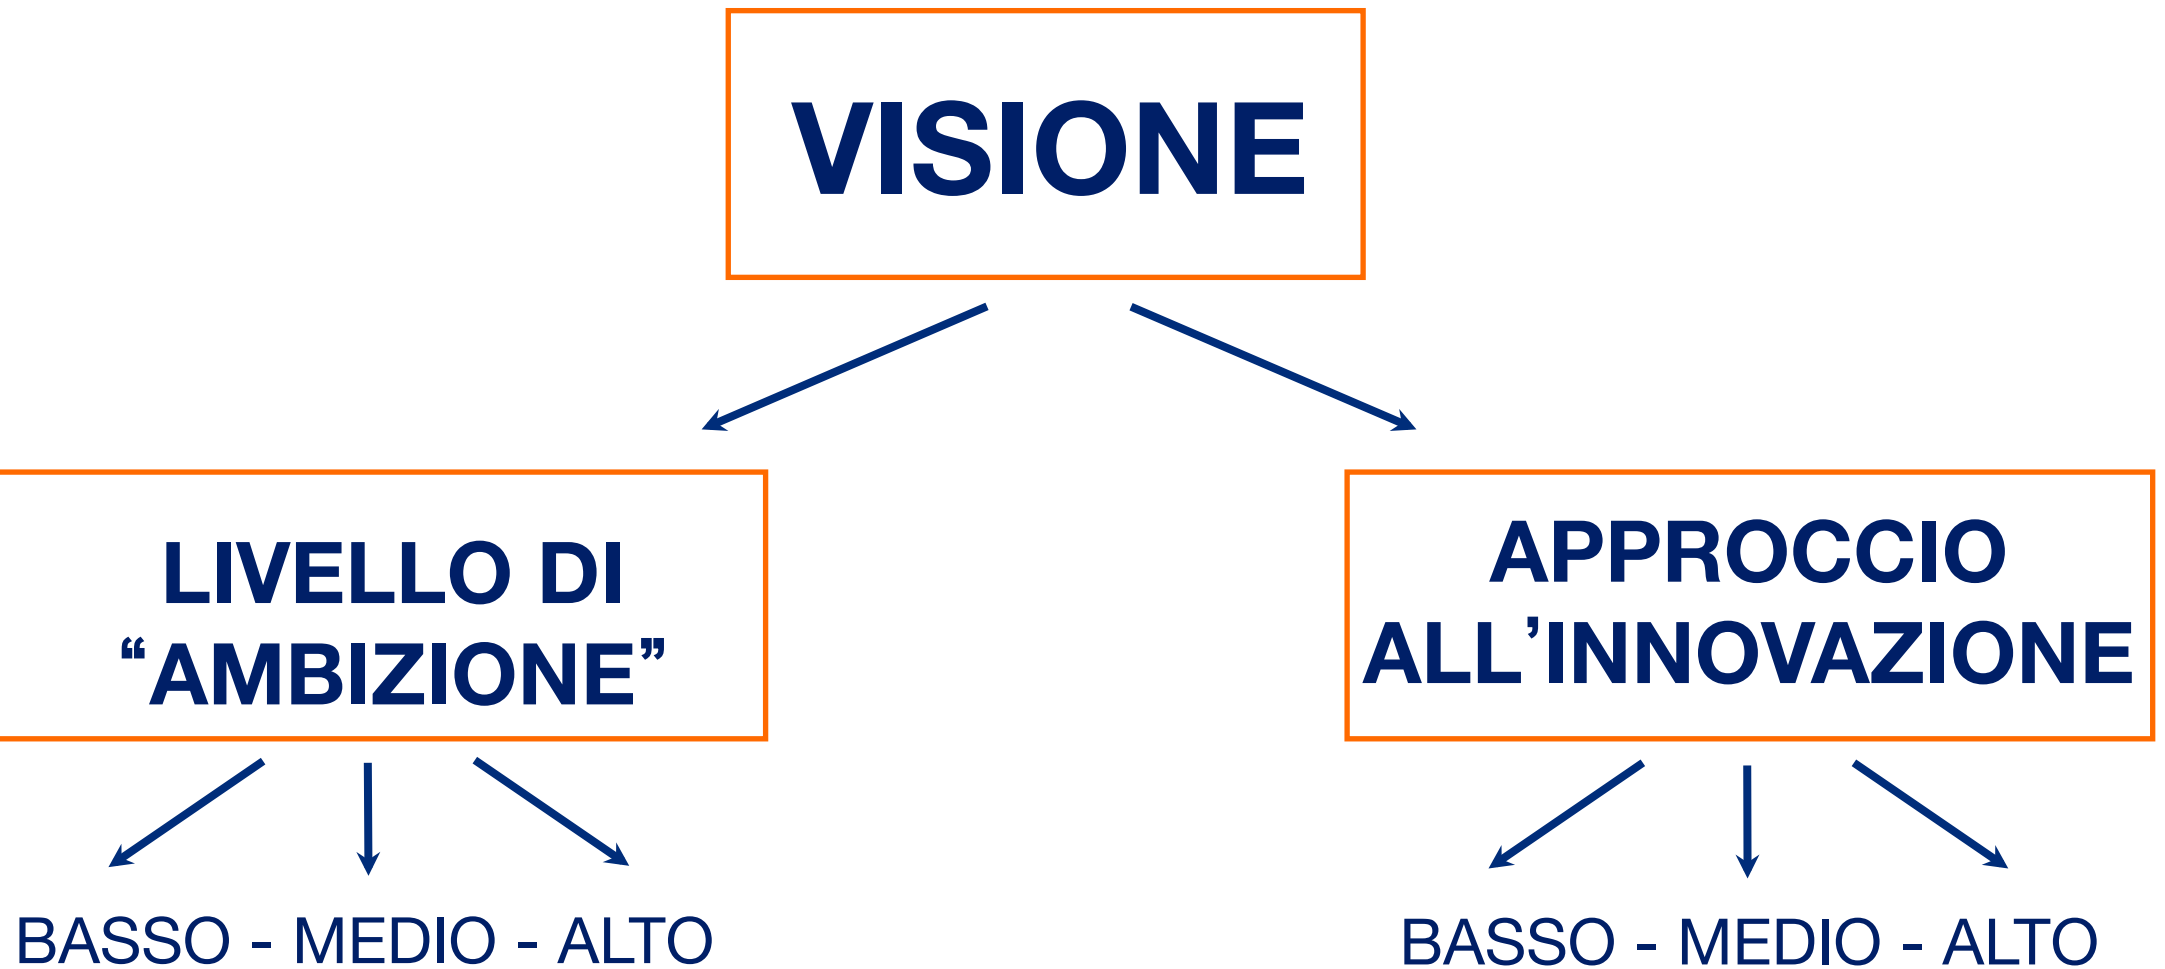 VISIONE
LIVELLO DI
“AMBIZIONE”
APPROCCIO
ALL’INNOVAZIONE
BASSO - MEDIO - ALTO
BASSO - MEDIO - ALTO